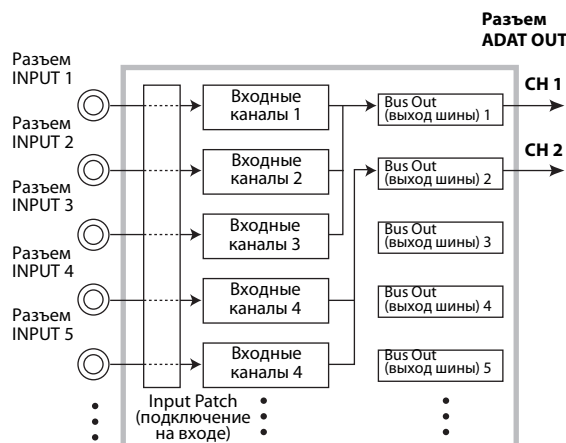 Разъем
ADAT OUT
Разъем
INPUT 1
Входные
каналы 1
Bus Out
(выход шины) 1
CH 1
Разъем
INPUT 2
Входные
каналы 2
Bus Out
(выход шины) 2
CH 2
Разъем
INPUT 3
Входные
каналы 3
Bus Out
(выход шины) 3
Разъем
INPUT 4
Входные
каналы 4
Bus Out
(выход шины) 4
Разъем
INPUT 5
Входные
каналы 4
Bus Out
(выход шины) 5
Input Patch
(подключение
на входе)